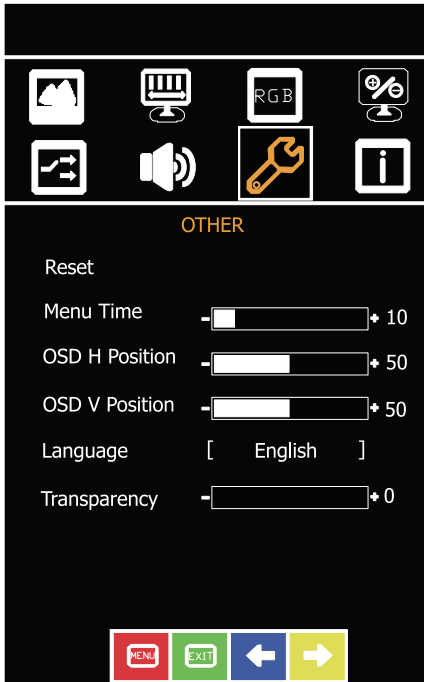 RGB
i
OTHER
Reset
Menu Time - + 10
OSD H Position - + 50
OSD V Position - + 50
Language [ English ]
Transparency - + 0
MENU EXIT